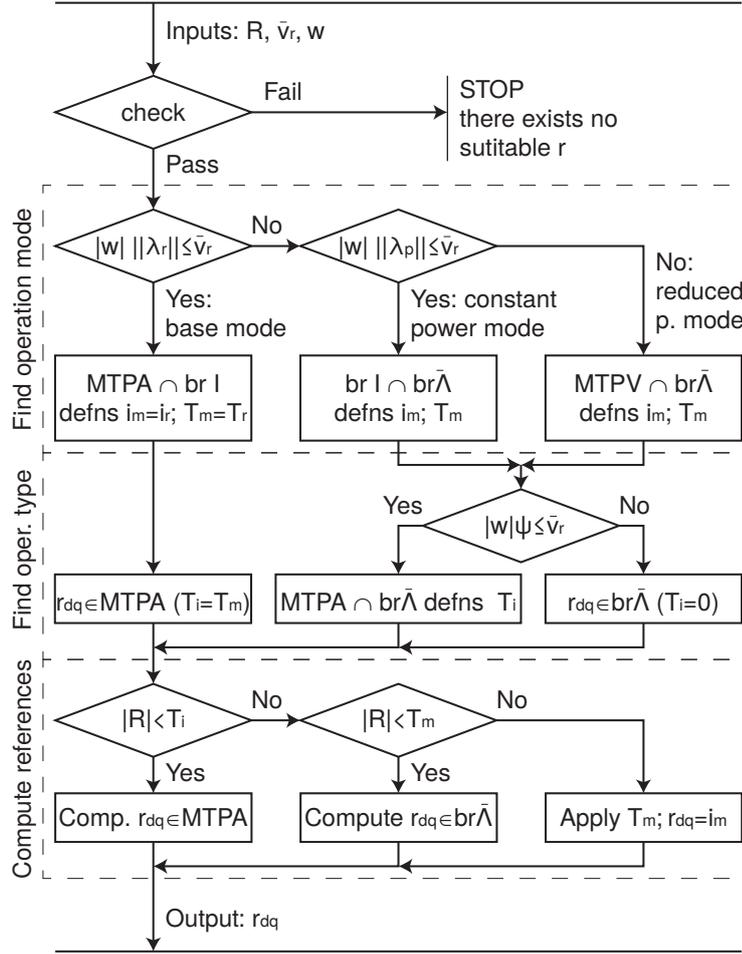 Inputs: R, v̄r, w
check
Fail
STOP
there exists no
sutitable r
Pass
Find operation mode
|w| ||λr||≤v̄r
No
|w| ||λp||≤v̄r
No:
reduced
p. mode
Yes:
base mode
Yes: constant
power mode
MTPA ∩ br I
defns im=ir; Tm=Tr
br I ∩ brΛ̄
defns im; Tm
MTPV ∩ brΛ̄
defns im; Tm
Find oper. type
Yes
|w|ψ≤v̄r
No
rdq∈MTPA (Ti=Tm)
MTPA ∩ brΛ̄ defns Ti
rdq∈brΛ̄ (Ti=0)
Compute references
|R|<Ti
No
|R|<Tm
No
Yes
Yes
Comp. rdq∈MTPA
Compute rdq∈brΛ̄
Apply Tm; rdq=im
Output: rdq